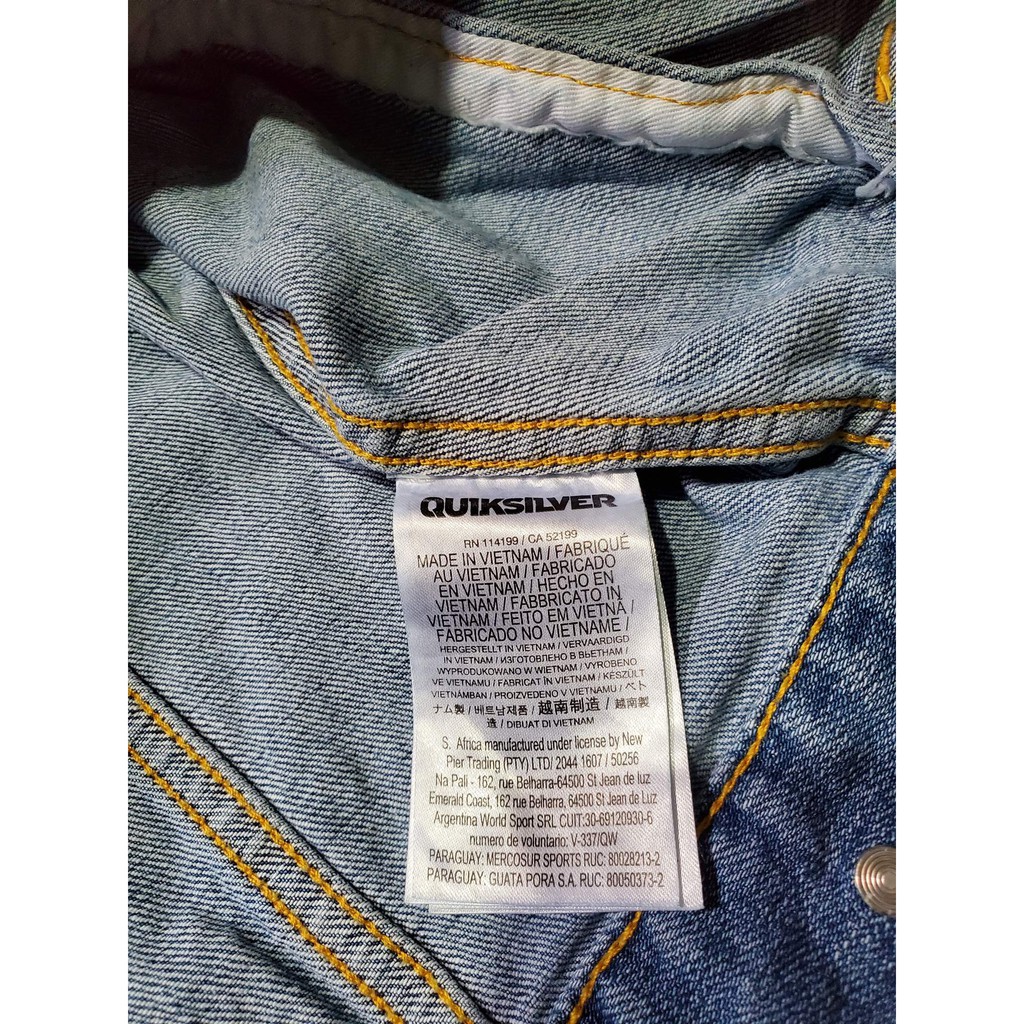 QUIKSILVER
RN 114199 / CA 52199
MADE IN VIETNAM / FABRIQUÉ
AU VIETNAM / FABRICADO
EN VIETNAM / HECHO EN
VIETNAM / FABBRICATO IN
VIETNAM / FEITO EM VIETNÃ /
FABRICADO NO VIETNAME /
HERGESTELLT IN VIETNAM / VERVAARDIGD
IN VIETNAM / ИЗГОТОВЛЕНО В ВЬЕТНАМ /
WYPRODUKOWANO W WIETNAM / VYROBENO
VE VIETNAMU / FABRICAT ÎN VIETNAM / KÉSZÜLT
VIETNÁMBAN / PROIZVEDENO V VIETNAMU / ベト
ナム製 / 베트남제품 / 越南制造 / 越南製
造 / DIBUAT DI VIETNAM
S. Africa manufactured under license by New
Pier Trading (PTY) LTD/ 2044 1607 / 50256
Na Pali - 162, rue Belharra-64500 St Jean de luz
Emerald Coast, 162 rue Belharra, 64500 St Jean de Luz
Argentina World Sport SRL CUIT:30-69120930-6
numero de voluntario: V-337/QW
PARAGUAY: MERCOSUR SPORTS RUC: 80028213-2
PARAGUAY: GUATA PORA S.A. RUC: 80050373-2